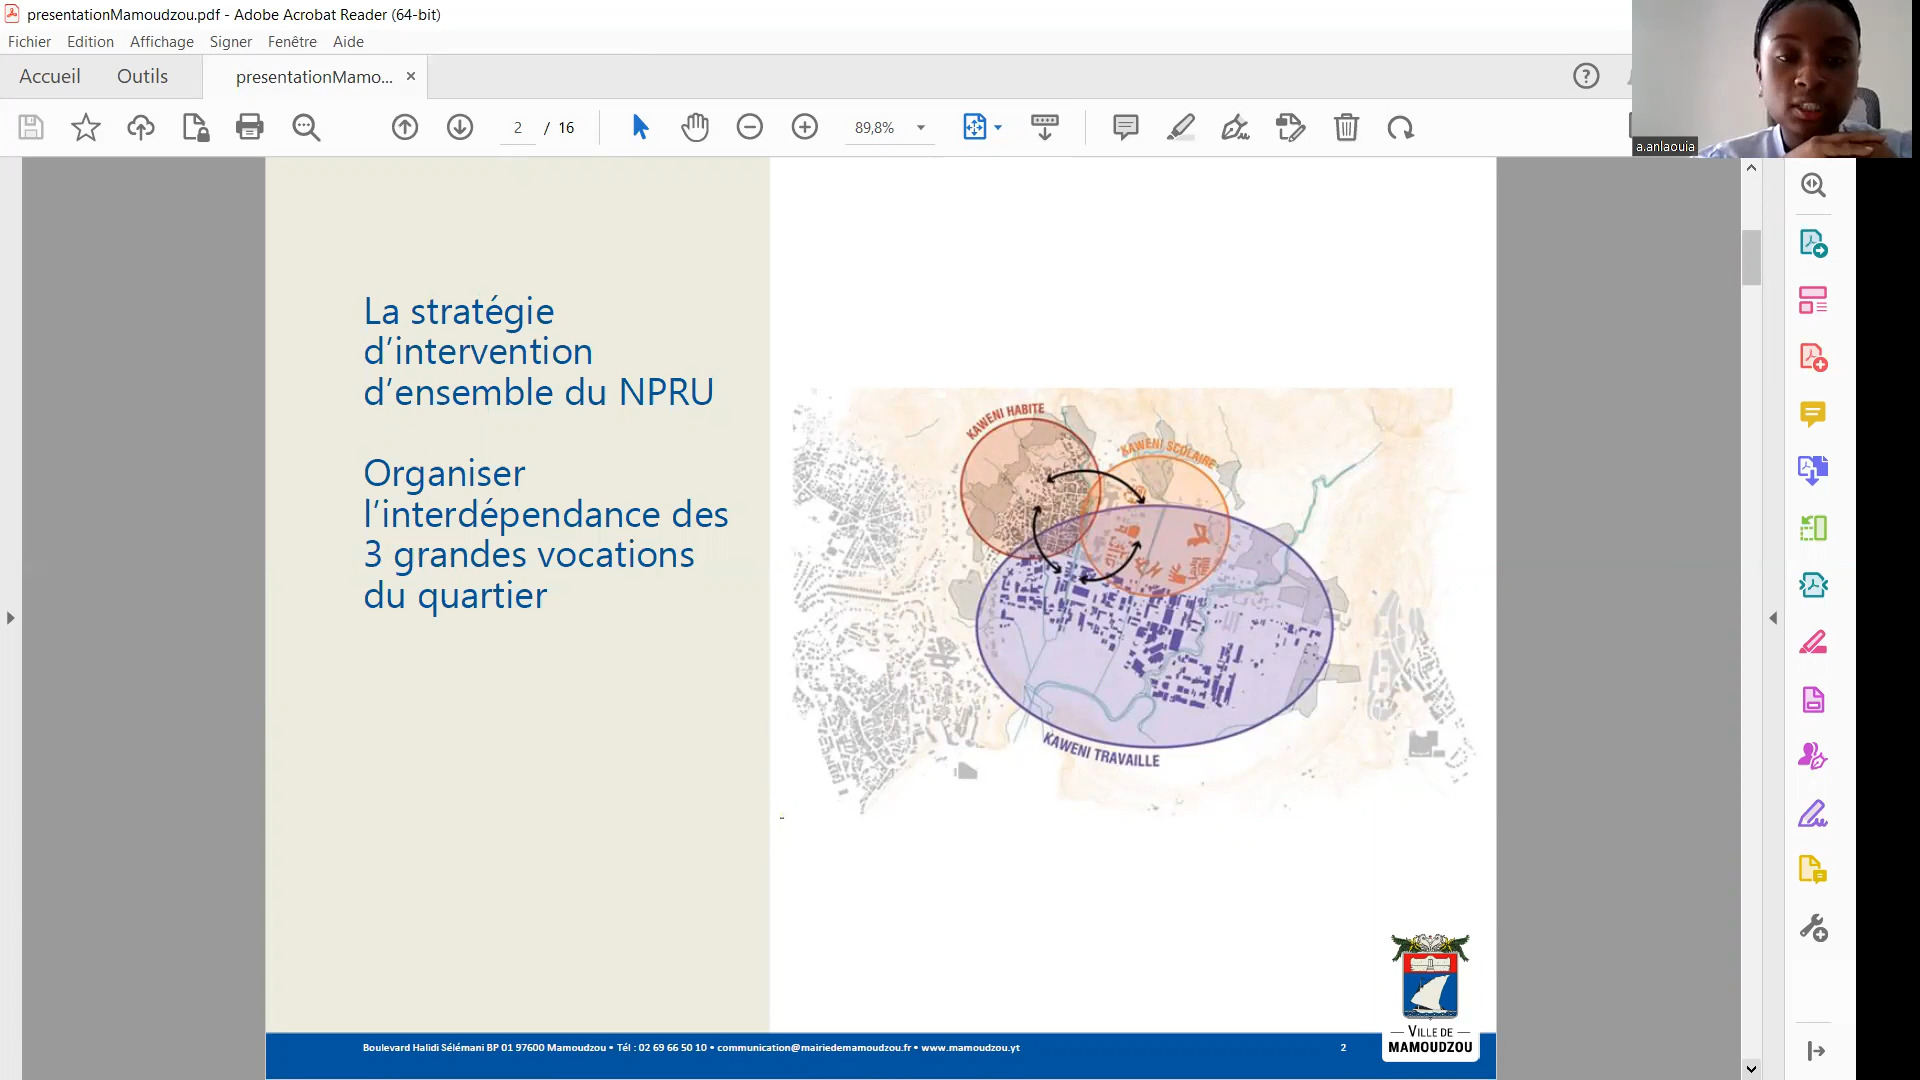 presentationMamoudzou.pdf - Adobe Acrobat Reader (64-bit)
Fichier Edition Affichage Signer Fenêtre Aide
Accueil Outils presentationMamo... ×
2 / 16 89,8%
a.anlaouia
La stratégie
d’intervention
d’ensemble du NPRU
Organiser
l’interdépendance des
3 grandes vocations
du quartier
KAWENI HABITE
KAWENI SCOLAIRE
KAWENI TRAVAILLE
VILLE DE
MAMOUDZOU
Boulevard Halidi Sélémani BP 01 97600 Mamoudzou • Tél : 02 69 66 50 10 • communication@mairiedemamoudzou.fr • www.mamoudzou.yt
2